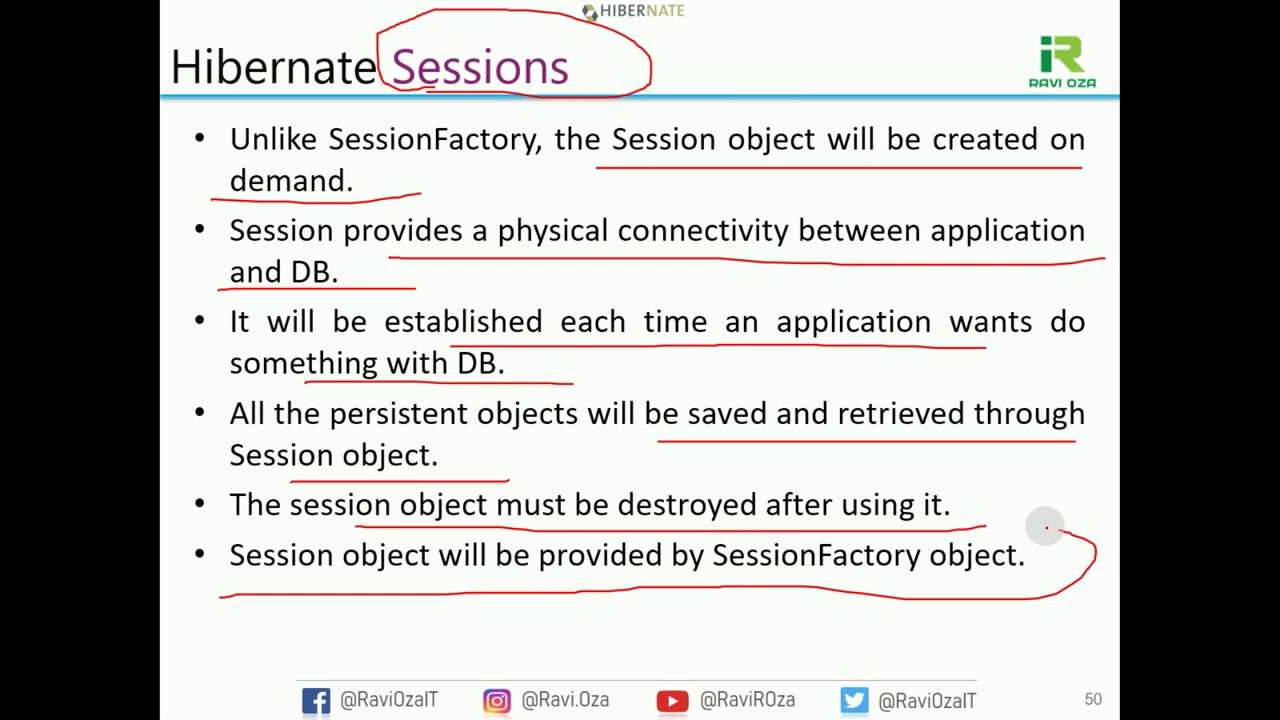 HIBERNATE
Hibernate Sessions
RAVI OZA
• Unlike SessionFactory, the Session object will be created on
demand.
• Session provides a physical connectivity between application
and DB.
• It will be established each time an application wants do
something with DB.
• All the persistent objects will be saved and retrieved through
Session object.
• The session object must be destroyed after using it.
• Session object will be provided by SessionFactory object.
@RaviOzaIT @Ravi.Oza @RaviROza @RaviOzaIT 50